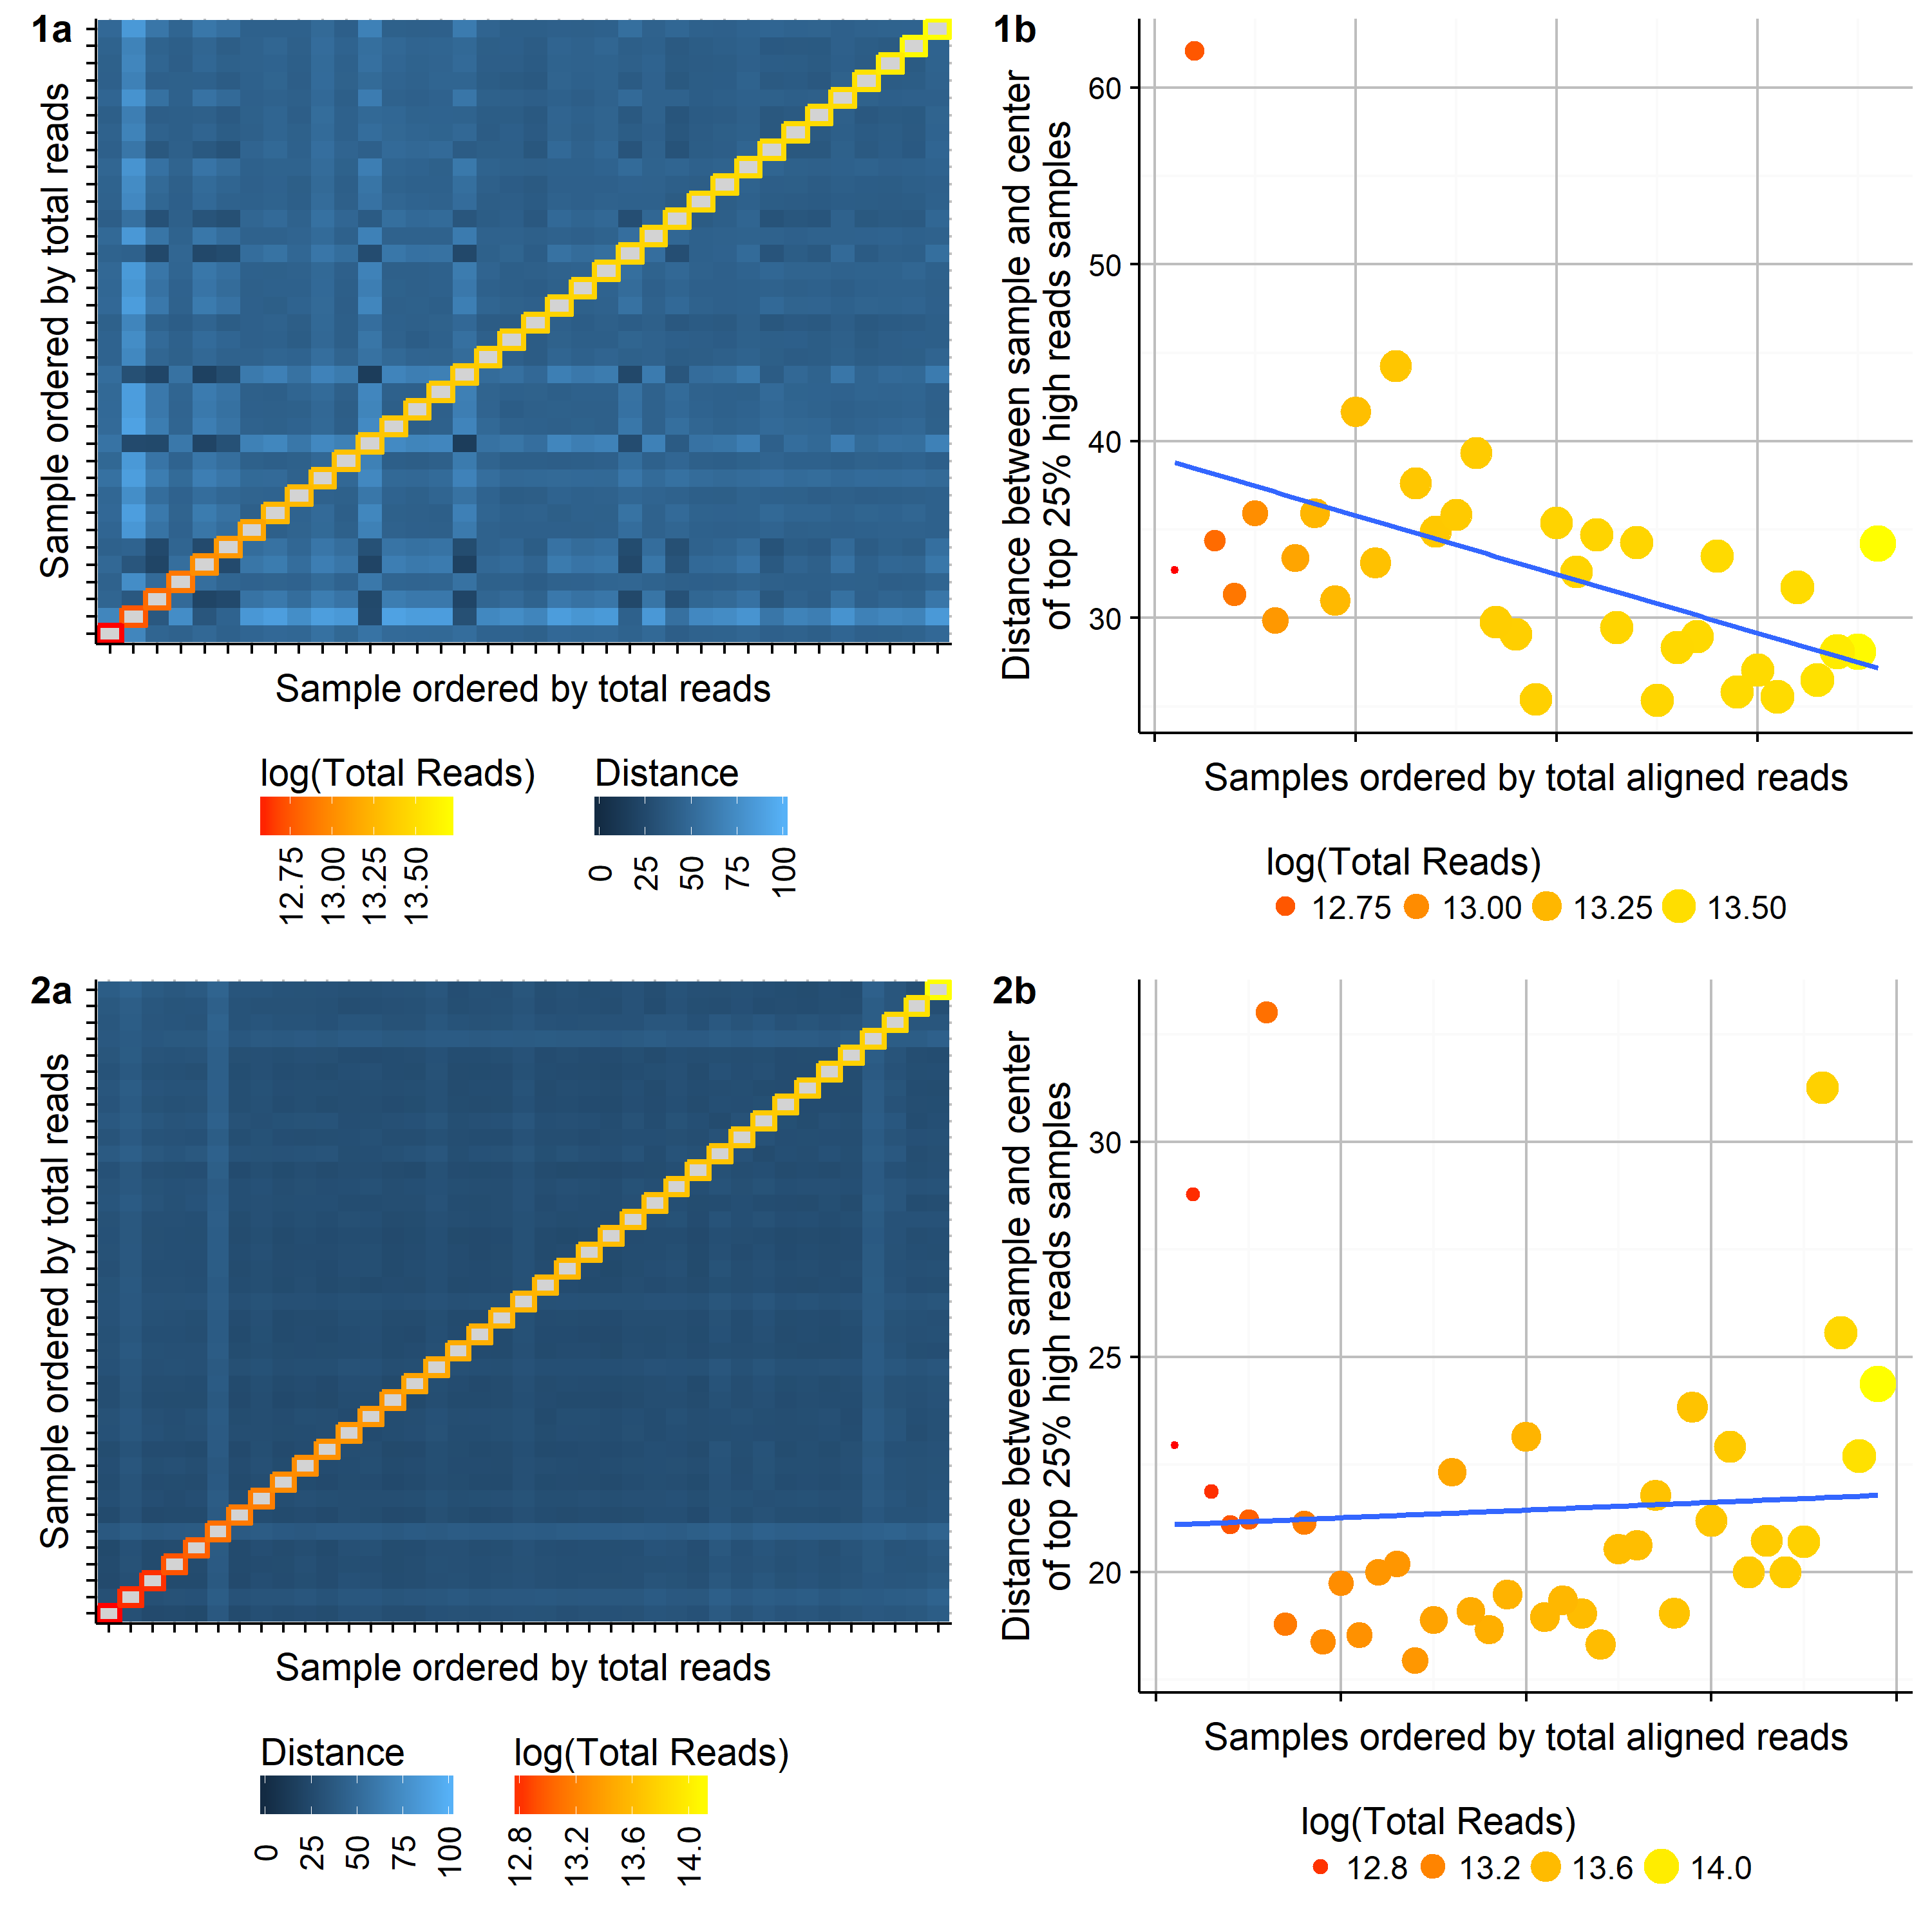 1a
Sample ordered by total reads
Sample ordered by total reads
log(Total Reads)
12.75
13.00
13.25
13.50
Distance
0
25
50
75
100
1b
Distance between sample and center
of top 25% high reads samples
60
50
40
30
Samples ordered by total aligned reads
log(Total Reads)
12.75 13.00 13.25 13.50
2a
Sample ordered by total reads
Sample ordered by total reads
Distance
0
25
50
75
100
log(Total Reads)
12.8
13.2
13.6
14.0
2b
Distance between sample and center
of top 25% high reads samples
30
25
20
Samples ordered by total aligned reads
log(Total Reads)
12.8 13.2 13.6 14.0